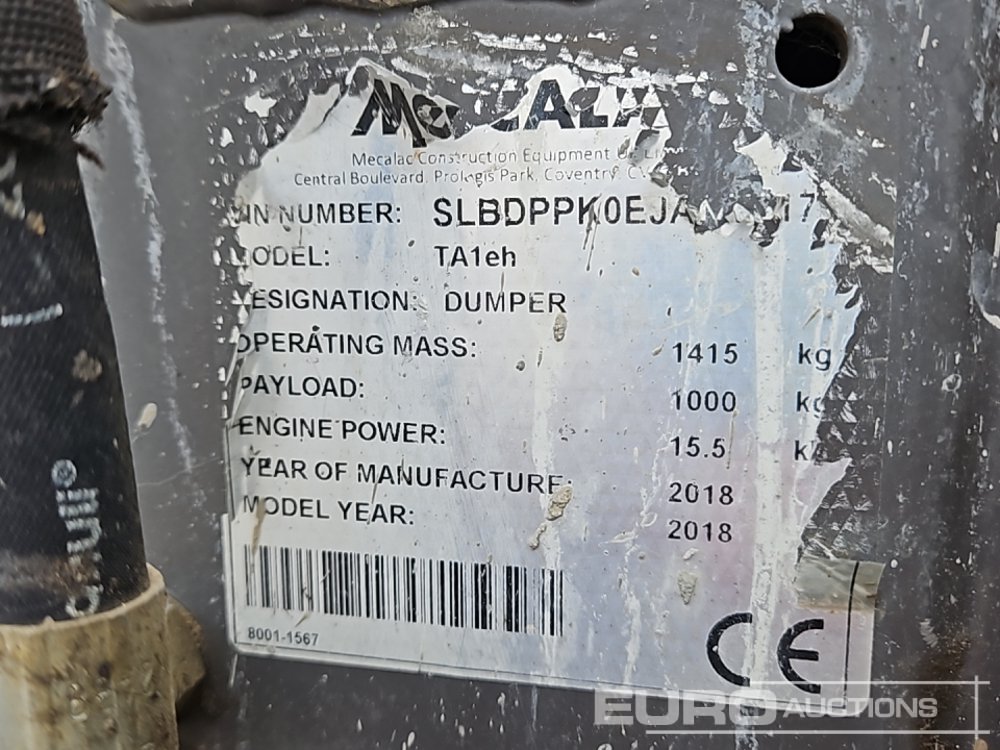 Mecalac Construction Equipment
Central Boulevard, Prologis Park, Coventry,
NUMBER:
MODEL: TA1eh
DESIGNATION: DUMPER
OPERATING MASS: 1415 kg
PAYLOAD: 1000 kg
ENGINE POWER: 15.5
YEAR OF MANUFACTURE: 2018
MODEL YEAR: 2018
8001-1567
CE
EURO AUCTIONS